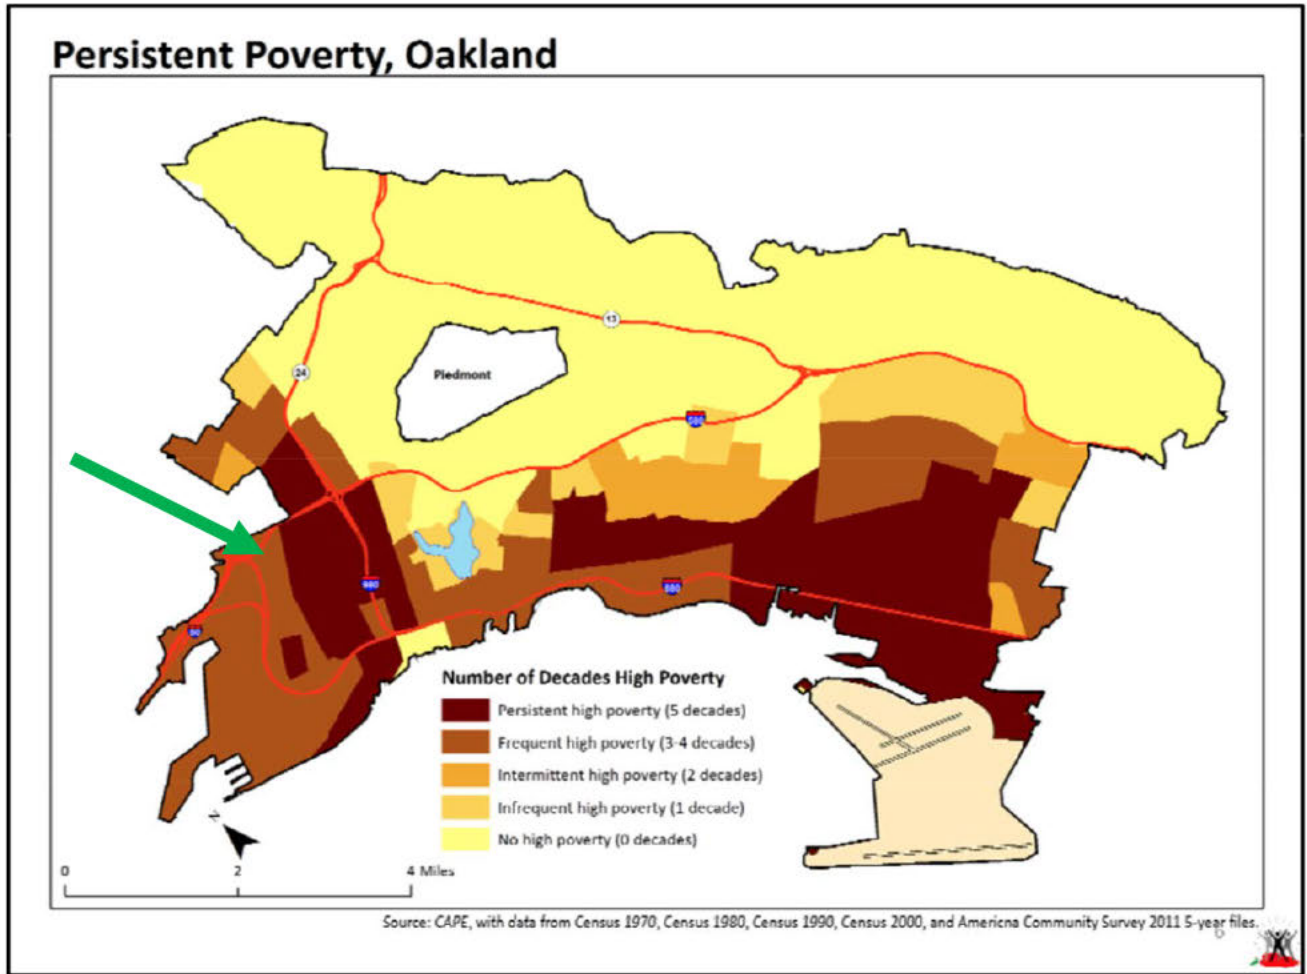 Persistent Poverty, Oakland
24
13
Piedmont
580
980
880
80
Number of Decades High Poverty
Persistent high poverty (5 decades)
Frequent high poverty (3-4 decades)
Intermittent high poverty (2 decades)
Infrequent high poverty (1 decade)
No high poverty (0 decades)
N
0 2 4 Miles
Source: CAPE, with data from Census 1970, Census 1980, Census 1990, Census 2000, and Americna Community Survey 2011 5-year files.
6